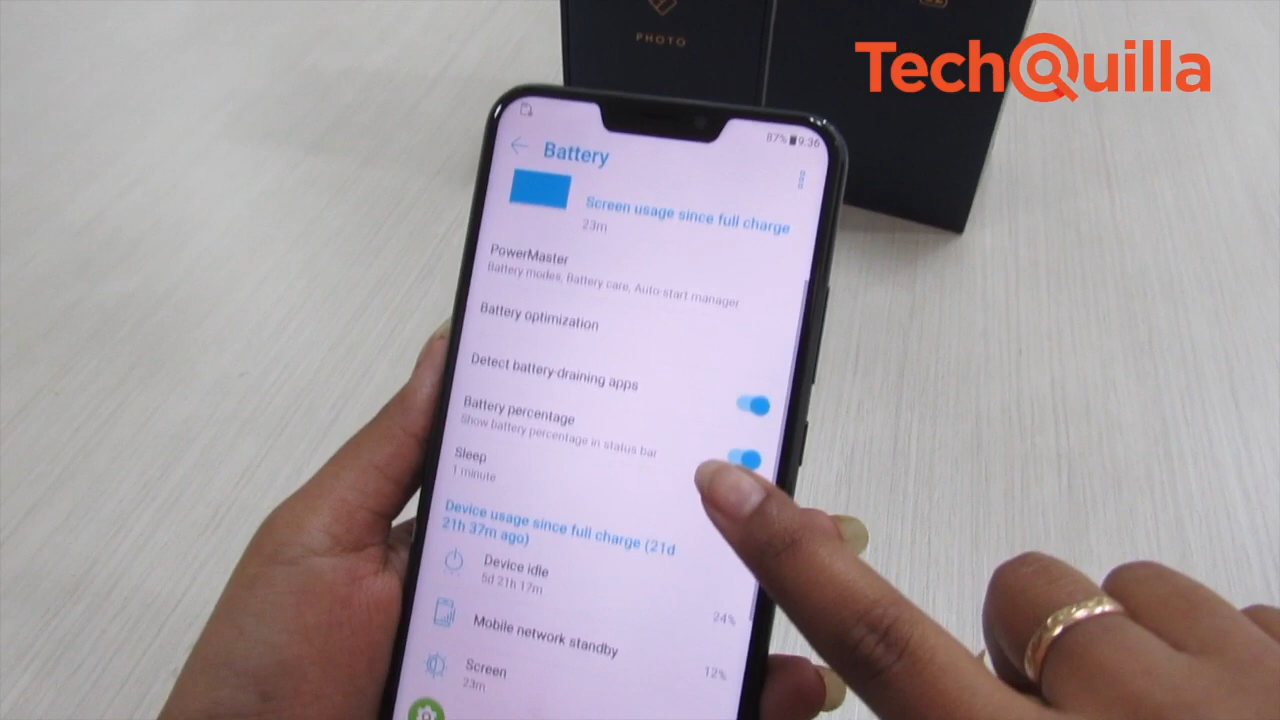 PHOTO
TechQuilla
87% 9:36
Battery
Screen usage since full charge
23m
PowerMaster
Battery modes, Battery care, Auto-start manager
Battery optimization
Detect battery-draining apps
Battery percentage
Show battery percentage in status bar
Sleep
1 minute
Device usage since full charge (21d
21h 37m ago)
Device idle
5d 21h 17m
24%
Mobile network standby
12%
Screen
23m